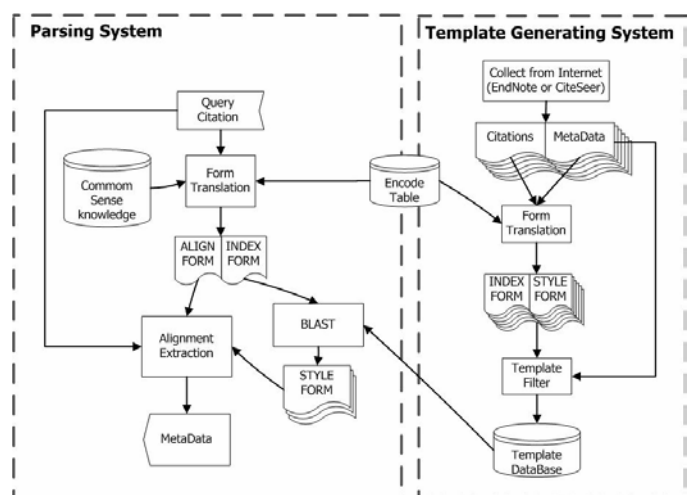 Parsing System
Query
Citation
Commom
Sense
knowledge
Form
Translation
ALIGN
FORM
INDEX
FORM
BLAST
Alignment
Extraction
STYLE
FORM
MetaData
Encode
Table
Template Generating System
Collect from Internet
(EndNote or CiteSeer)
Citations
MetaData
Form
Translation
INDEX
FORM
STYLE
FORM
Template
Filter
Template
DataBase